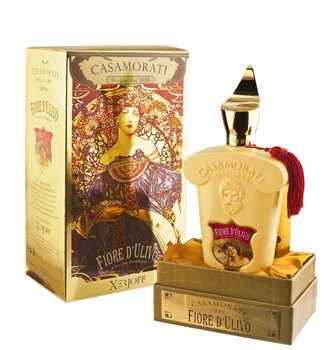 CASAMORATI
Profumi dal 1888
FIORE D'ULIVO
FIORE D'ULIVO
XERJOFF
CASAMORATI
DAL 1888
FIORE D'ULIVO
CASAMORATI
1888
FIORE D'ULIVO